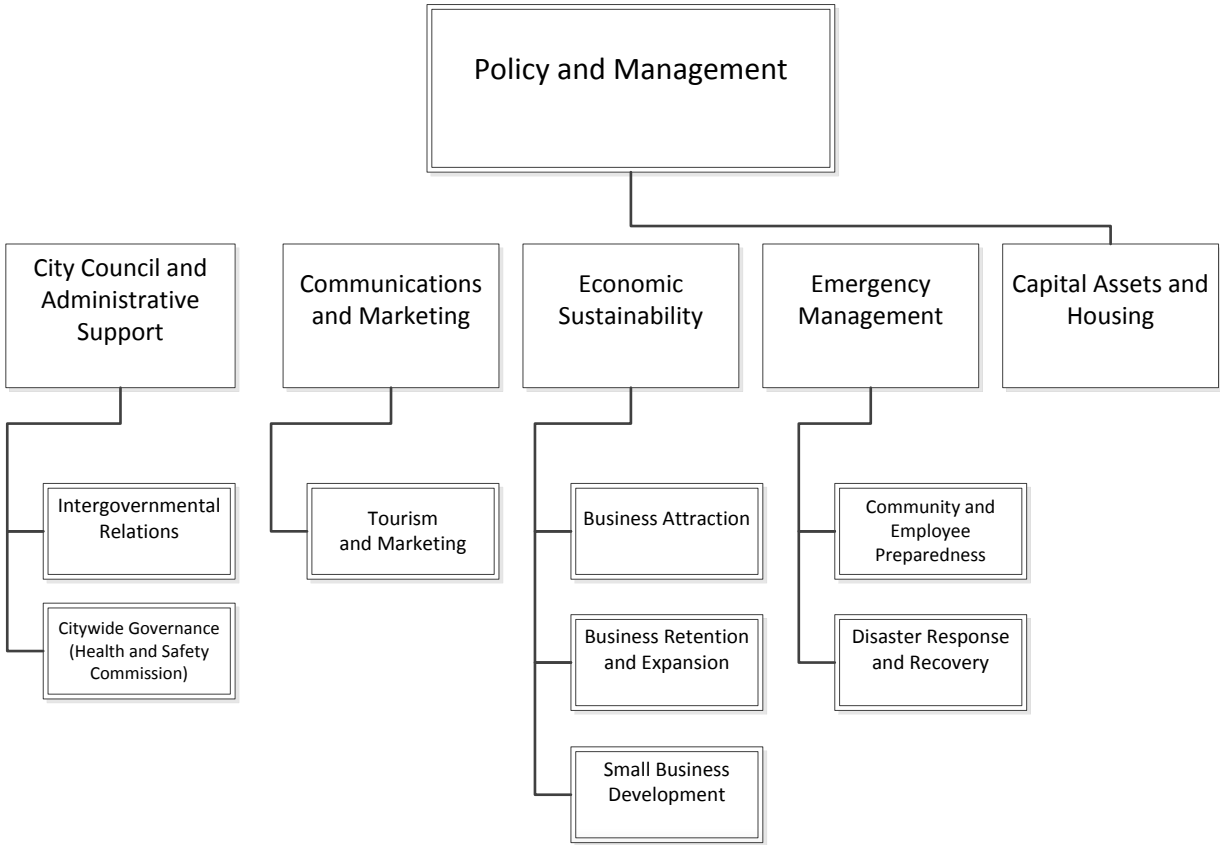 Policy and Management
City Council and
Administrative
Support
Communications
and Marketing
Economic
Sustainability
Emergency
Management
Capital Assets and
Housing
Intergovernmental
Relations
Citywide Governance
(Health and Safety
Commission)
Tourism
and Marketing
Business Attraction
Business Retention
and Expansion
Small Business
Development
Community and
Employee
Preparedness
Disaster Response
and Recovery